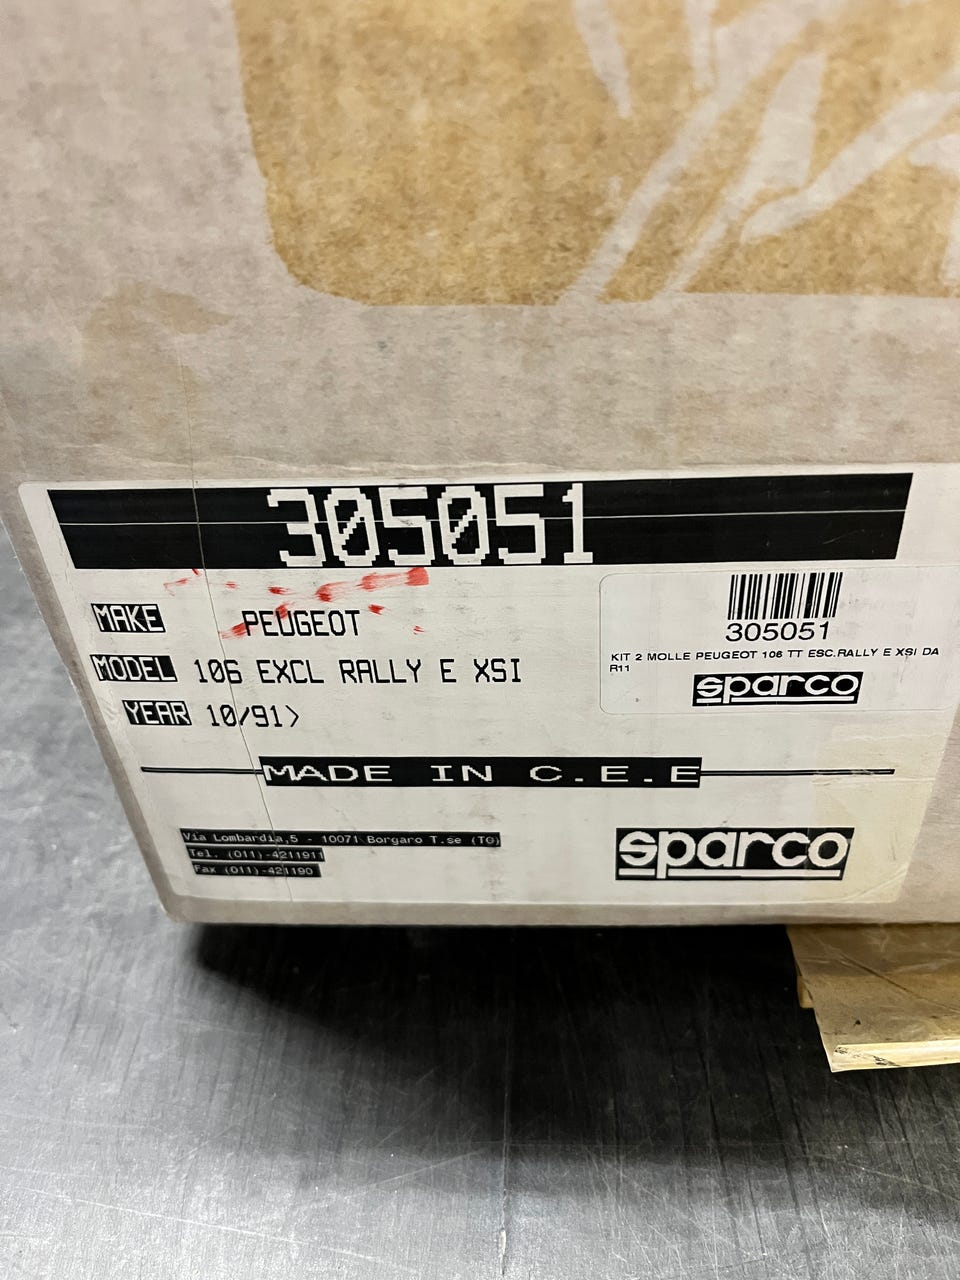 305051
MAKE PEUGEOT
MODEL 106 EXCL RALLY E XSI
YEAR 10/91>
305051
KIT 2 MOLLE PEUGEOT 106 TT ESC.RALLY E XSI DA
R11
sparco
MADE IN C.E.E
Via Lombardia,5 - 10071 Borgaro T.se (TO)
Tel. (011)-4211911
Fax (011)-421190
sparco